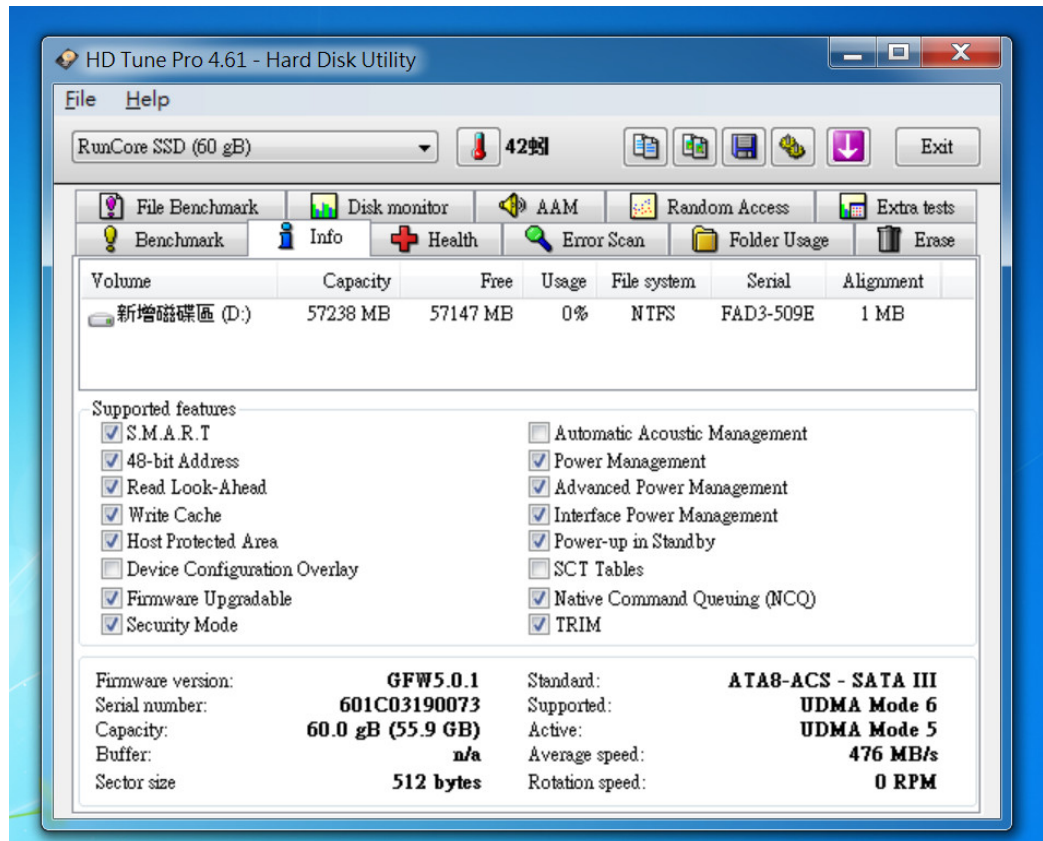 HD Tune Pro 4.61 - Hard Disk Utility
File Help
RunCore SSD (60 gB) 42蚓 Exit
File Benchmark Disk monitor AAM Random Access Extra tests
Benchmark Info Health Error Scan Folder Usage Erase
Volume Capacity Free Usage File system Serial Alignment
新增磁碟區 (D:) 57238 MB 57147 MB 0% NTFS FAD3-509E 1 MB
Supported features
S.M.A.R.T Automatic Acoustic Management
48-bit Address Power Management
Read Look-Ahead Advanced Power Management
Write Cache Interface Power Management
Host Protected Area Power-up in Standby
Device Configuration Overlay SCT Tables
Firmware Upgradable Native Command Queuing (NCQ)
Security Mode TRIM
Firmware version: GFW5.0.1 Standard: ATA8-ACS - SATA III
Serial number: 601C03190073 Supported: UDMA Mode 6
Capacity: 60.0 gB (55.9 GB) Active: UDMA Mode 5
Buffer: n/a Average speed: 476 MB/s
Sector size 512 bytes Rotation speed: 0 RPM